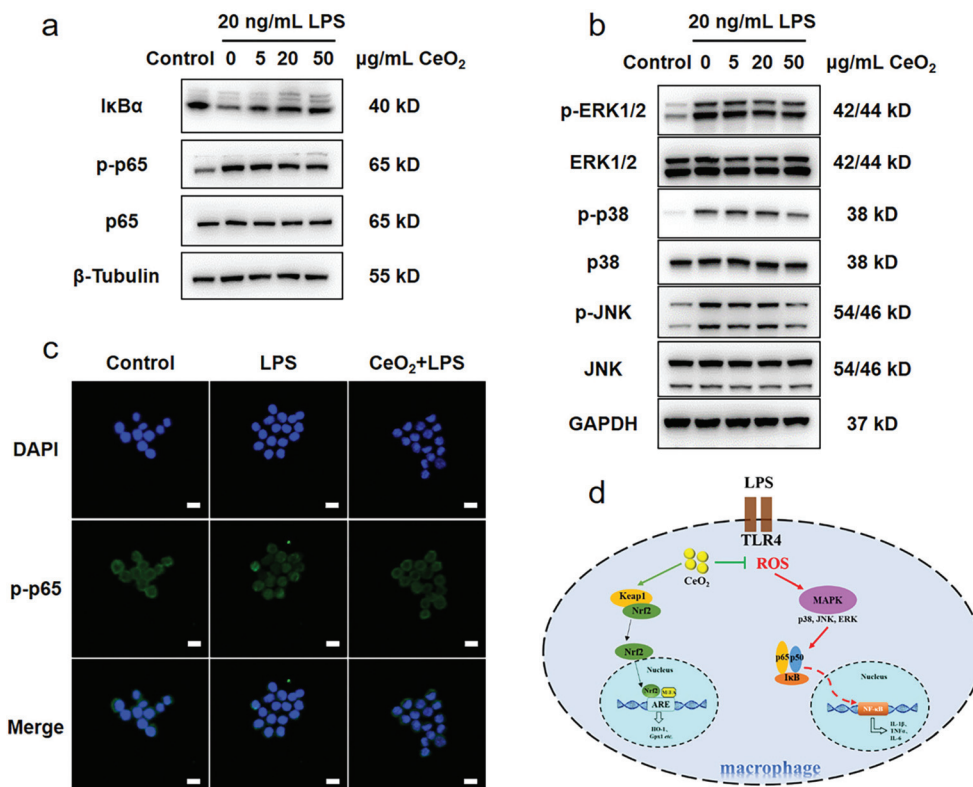 a
20 ng/mL LPS
Control 0 5 20 50 µg/mL CeO₂
IκBα 40 kD
p-p65 65 kD
p65 65 kD
β-Tubulin 55 kD
b
20 ng/mL LPS
Control 0 5 20 50 µg/mL CeO₂
p-ERK1/2 42/44 kD
ERK1/2 42/44 kD
p-p38 38 kD
p38 38 kD
p-JNK 54/46 kD
JNK 54/46 kD
GAPDH 37 kD
c
Control LPS CeO₂+LPS
DAPI
p-p65
Merge
d
LPS
TLR4
CeO₂
ROS
Keap1
Nrf2
MAPK
p38, JNK, ERK
Nrf2
p65 p50
IκB
Nucleus
Nrf2
ARE
HO-1,
Gpx1 etc.
Nucleus
NF-κB
IL-1β,
TNFα,
IL-6
macrophage